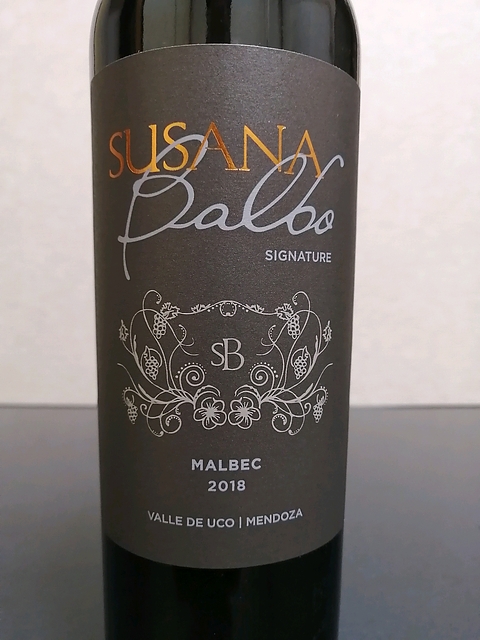 SUSANA
Balbo
SIGNATURE
SB
MALBEC
2018
VALLE DE UCO | MENDOZA